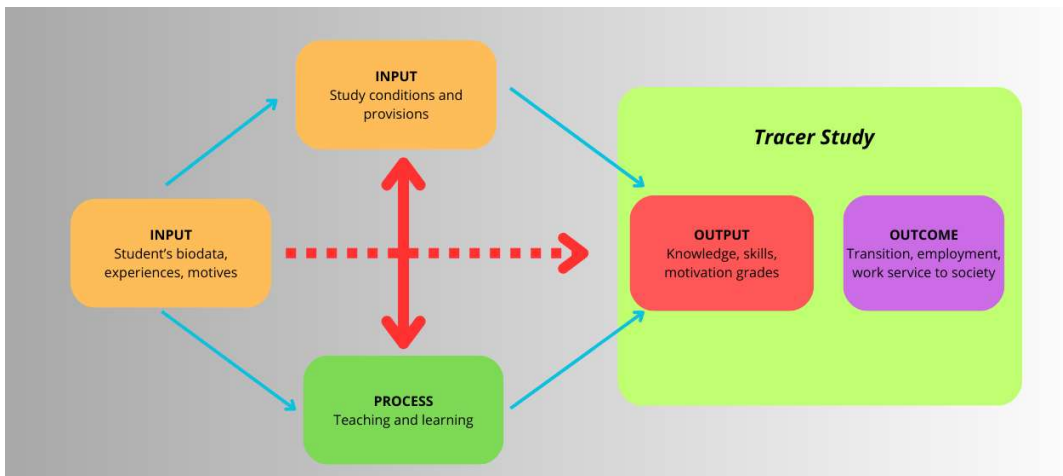 INPUT
Study conditions and
provisions
Tracer Study
INPUT
Student's biodata,
experiences, motives
OUTPUT
Knowledge, skills,
motivation grades
OUTCOME
Transition, employment,
work service to society
PROCESS
Teaching and learning